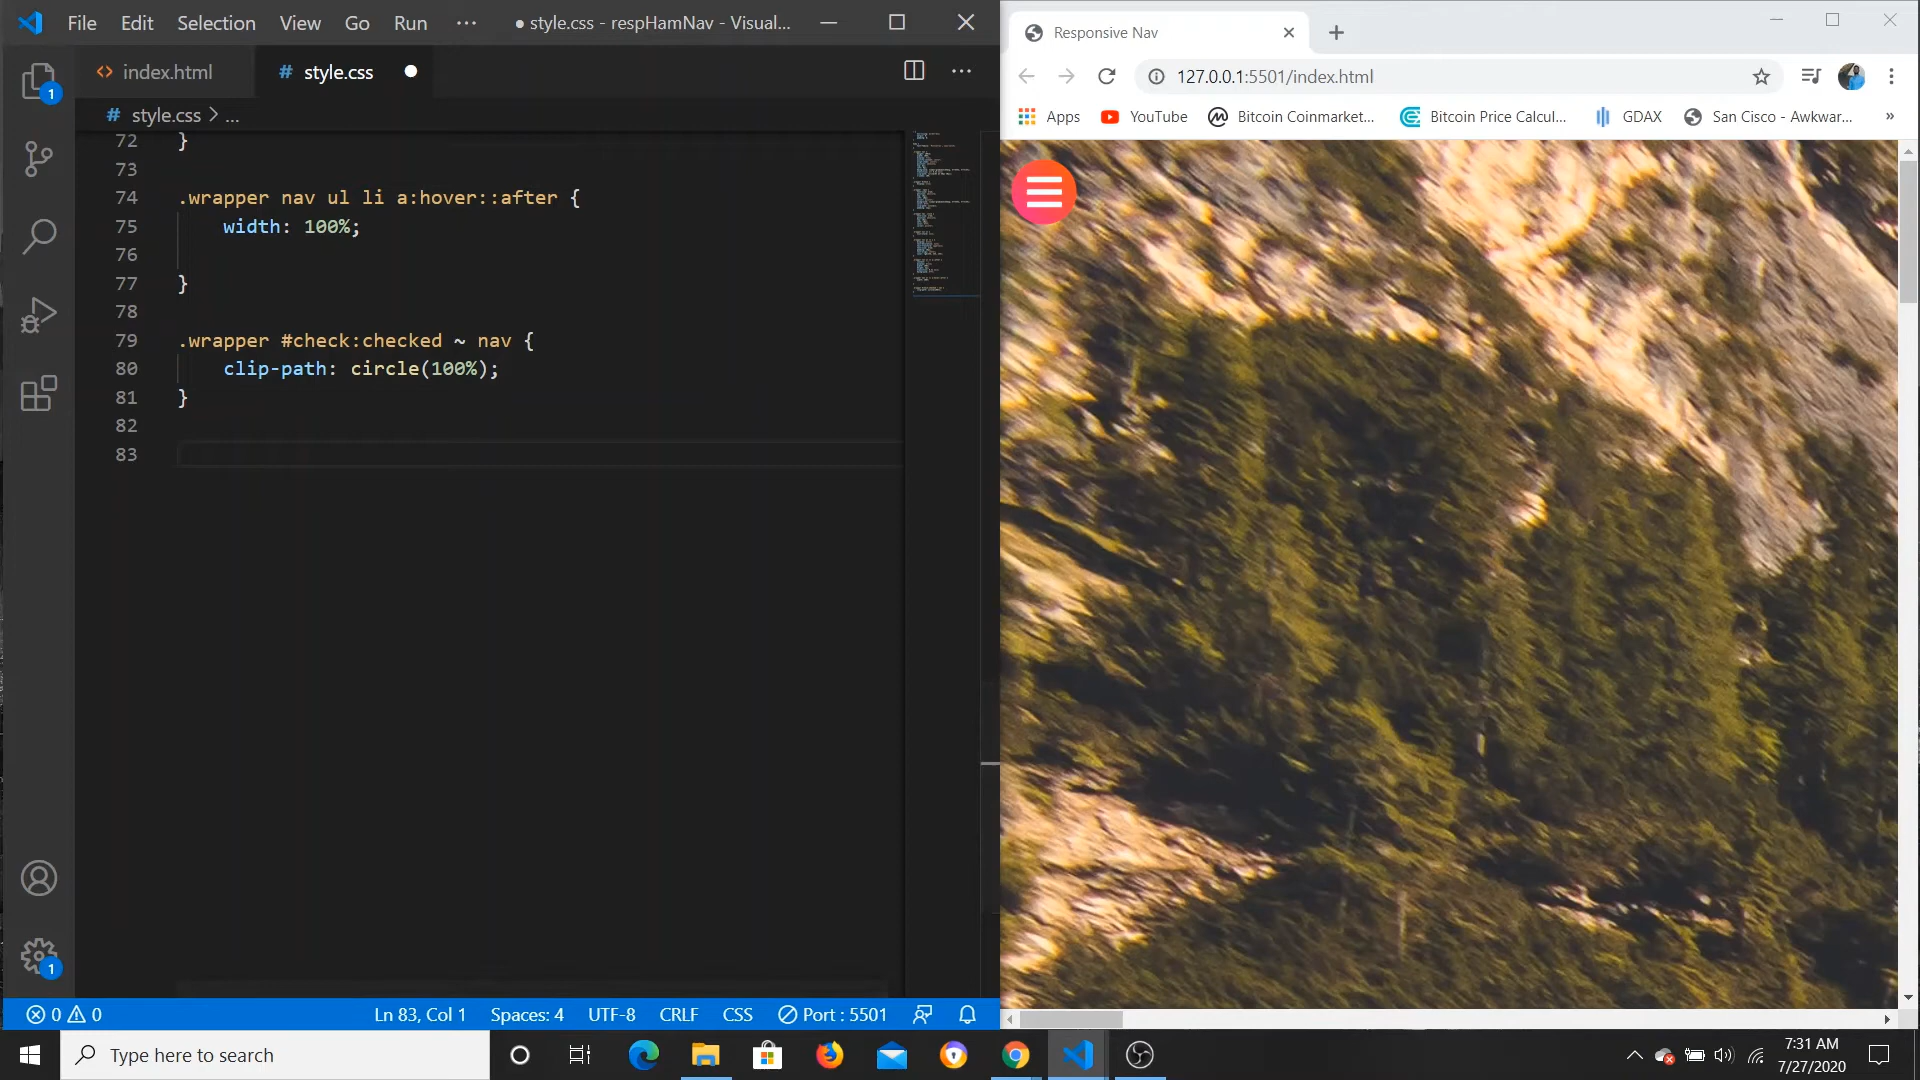 File Edit Selection View Go Run ··· ● style.css - respHamNav - Visual...
index.html
# style.css
# style.css > ...
72 }
73
74 .wrapper nav ul li a:hover::after {
75 width: 100%;
76
77 }
78
79 .wrapper #check:checked ~ nav {
80 clip-path: circle(100%);
81 }
82
83
1
1
0 0 Ln 83, Col 1 Spaces: 4 UTF-8 CRLF CSS Port : 5501
Responsive Nav
127.0.0.1:5501/index.html
Apps YouTube Bitcoin Coinmarket... Bitcoin Price Calcul... GDAX San Cisco - Awkwar... »
Type here to search
7:31 AM
7/27/2020